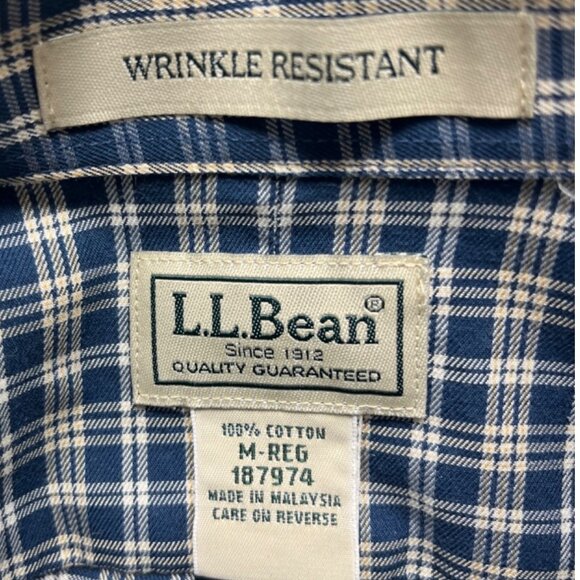 WRINKLE RESISTANT
L.L.Bean®
Since 1912
QUALITY GUARANTEED
100% COTTON
M-REG
187974
MADE IN MALAYSIA
CARE ON REVERSE